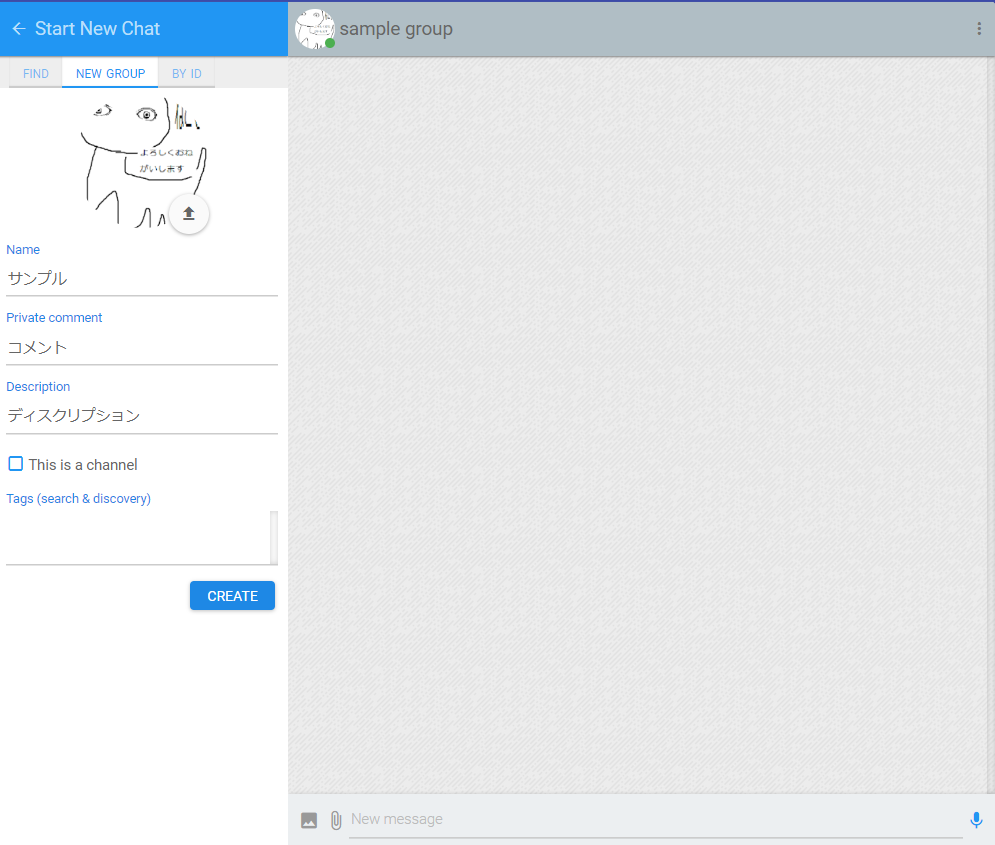 Start New Chat
sample group
FIND
NEW GROUP
BY ID
はい、
よろしくおね
がいします
Name
サンプル
Private comment
コメント
Description
ディスクリプション
This is a channel
Tags (search & discovery)
CREATE
New message